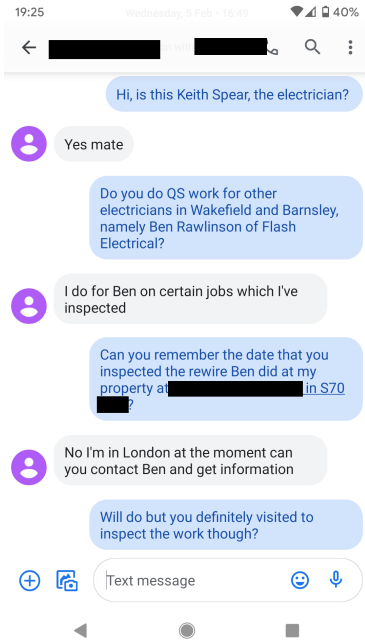 19:25
Wednesday, 5 Feb • 16:49
40%
Hi, is this Keith Spear, the electrician?
Yes mate
Do you do QS work for other
electricians in Wakefield and Barnsley,
namely Ben Rawlinson of Flash
Electrical?
I do for Ben on certain jobs which I've
inspected
Can you remember the date that you
inspected the rewire Ben did at my
property at in S70
?
No I'm in London at the moment can
you contact Ben and get information
Will do but you definitely visited to
inspect the work though?
Text message